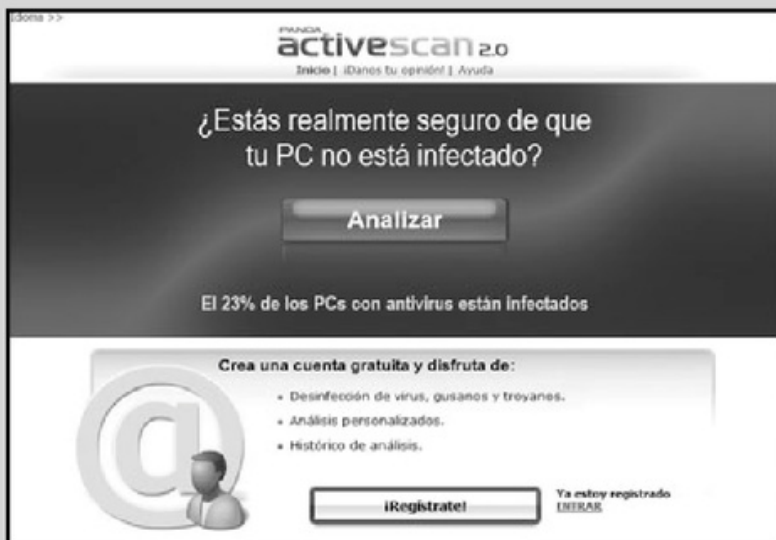 Idioma >>
PANDA
activescan 2.0
Inicio | ¡Danos tu opinión! | Ayuda
¿Estás realmente seguro de que
tu PC no está infectado?
Analizar
El 23% de los PCs con antivirus están infectados
Crea una cuenta gratuita y disfruta de:
• Desinfección de virus, gusanos y troyanos.
• Análisis personalizados.
• Histórico de análisis.
¡Regístrate!
Ya estoy registrado
ENTRAR